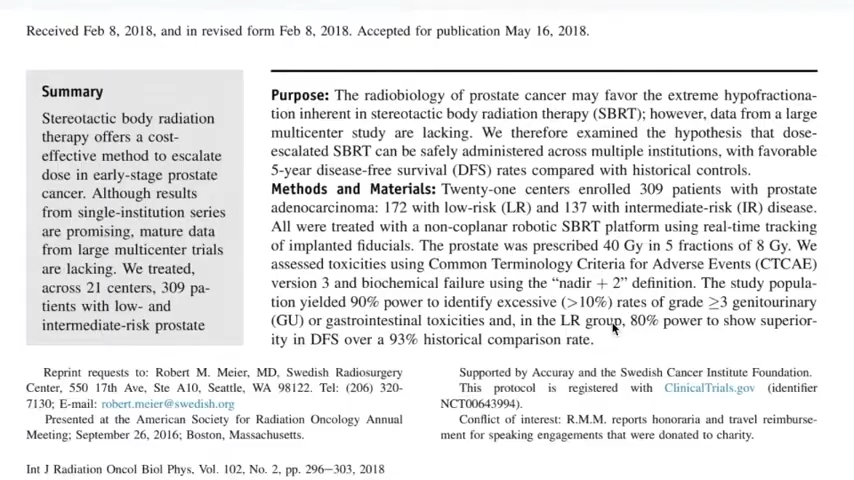 Received Feb 8, 2018, and in revised form Feb 8, 2018. Accepted for publication May 16, 2018.
Summary
Stereotactic body radiation
therapy offers a cost-
effective method to escalate
dose in early-stage prostate
cancer. Although results
from single-institution series
are promising, mature data
from large multicenter trials
are lacking. We treated,
across 21 centers, 309 pa-
tients with low- and
intermediate-risk prostate
Purpose: The radiobiology of prostate cancer may favor the extreme hypofractiona-
tion inherent in stereotactic body radiation therapy (SBRT); however, data from a large
multicenter study are lacking. We therefore examined the hypothesis that dose-
escalated SBRT can be safely administered across multiple institutions, with favorable
5-year disease-free survival (DFS) rates compared with historical controls.
Methods and Materials: Twenty-one centers enrolled 309 patients with prostate
adenocarcinoma: 172 with low-risk (LR) and 137 with intermediate-risk (IR) disease.
All were treated with a non-coplanar robotic SBRT platform using real-time tracking
of implanted fiducials. The prostate was prescribed 40 Gy in 5 fractions of 8 Gy. We
assessed toxicities using Common Terminology Criteria for Adverse Events (CTCAE)
version 3 and biochemical failure using the “nadir + 2” definition. The study popula-
tion yielded 90% power to identify excessive (>10%) rates of grade ≥3 genitourinary
(GU) or gastrointestinal toxicities and, in the LR group, 80% power to show superior-
ity in DFS over a 93% historical comparison rate.
Reprint requests to: Robert M. Meier, MD, Swedish Radiosurgery
Center, 550 17th Ave, Ste A10, Seattle, WA 98122. Tel: (206) 320-
7130; E-mail: robert.meier@swedish.org
Presented at the American Society for Radiation Oncology Annual
Meeting; September 26, 2016; Boston, Massachusetts.
Supported by Accuray and the Swedish Cancer Institute Foundation.
This protocol is registered with ClinicalTrials.gov (identifier
NCT00643994).
Conflict of interest: R.M.M. reports honoraria and travel reimburse-
ment for speaking engagements that were donated to charity.
Int J Radiation Oncol Biol Phys, Vol. 102, No. 2, pp. 296–303, 2018